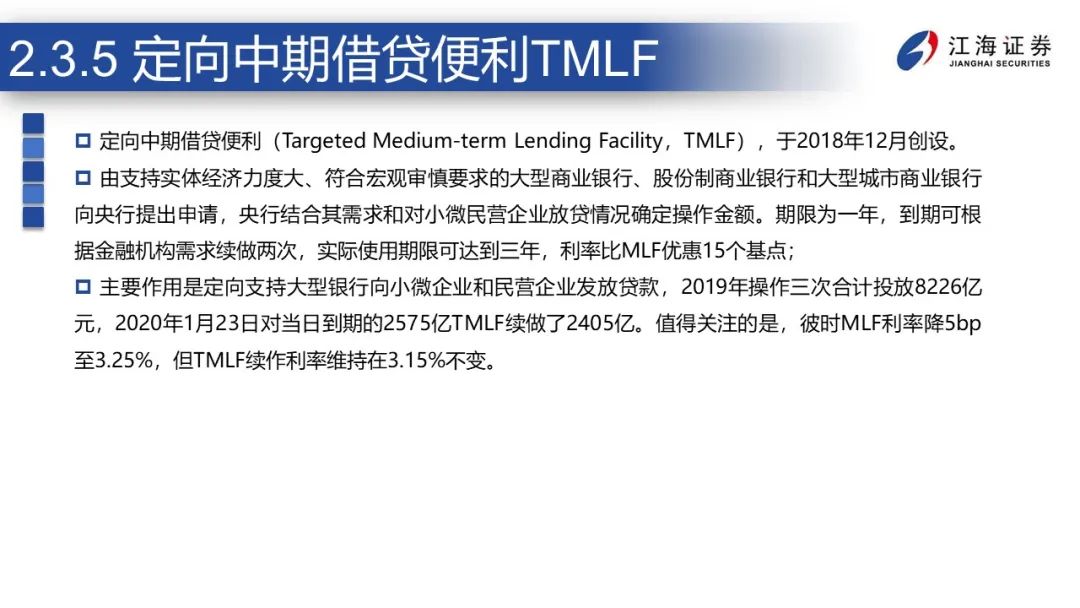 2.3.5 定向中期借贷便利TMLF
江海证券
JIANGHAI SECURITIES
定向中期借贷便利（Targeted Medium-term Lending Facility，TMLF），于2018年12月创设。
由支持实体经济力度大、符合宏观审慎要求的大型商业银行、股份制商业银行和大型城市商业银行
向央行提出申请，央行结合其需求和对小微民营企业放贷情况确定操作金额。期限为一年，到期可根
据金融机构需求续做两次，实际使用期限可达到三年，利率比MLF优惠15个基点；
主要作用是定向支持大型银行向小微企业和民营企业发放贷款，2019年操作三次合计投放8226亿
元，2020年1月23日对当日到期的2575亿TMLF续做了2405亿。值得关注的是，彼时MLF利率降5bp
至3.25%，但TMLF续作利率维持在3.15%不变。